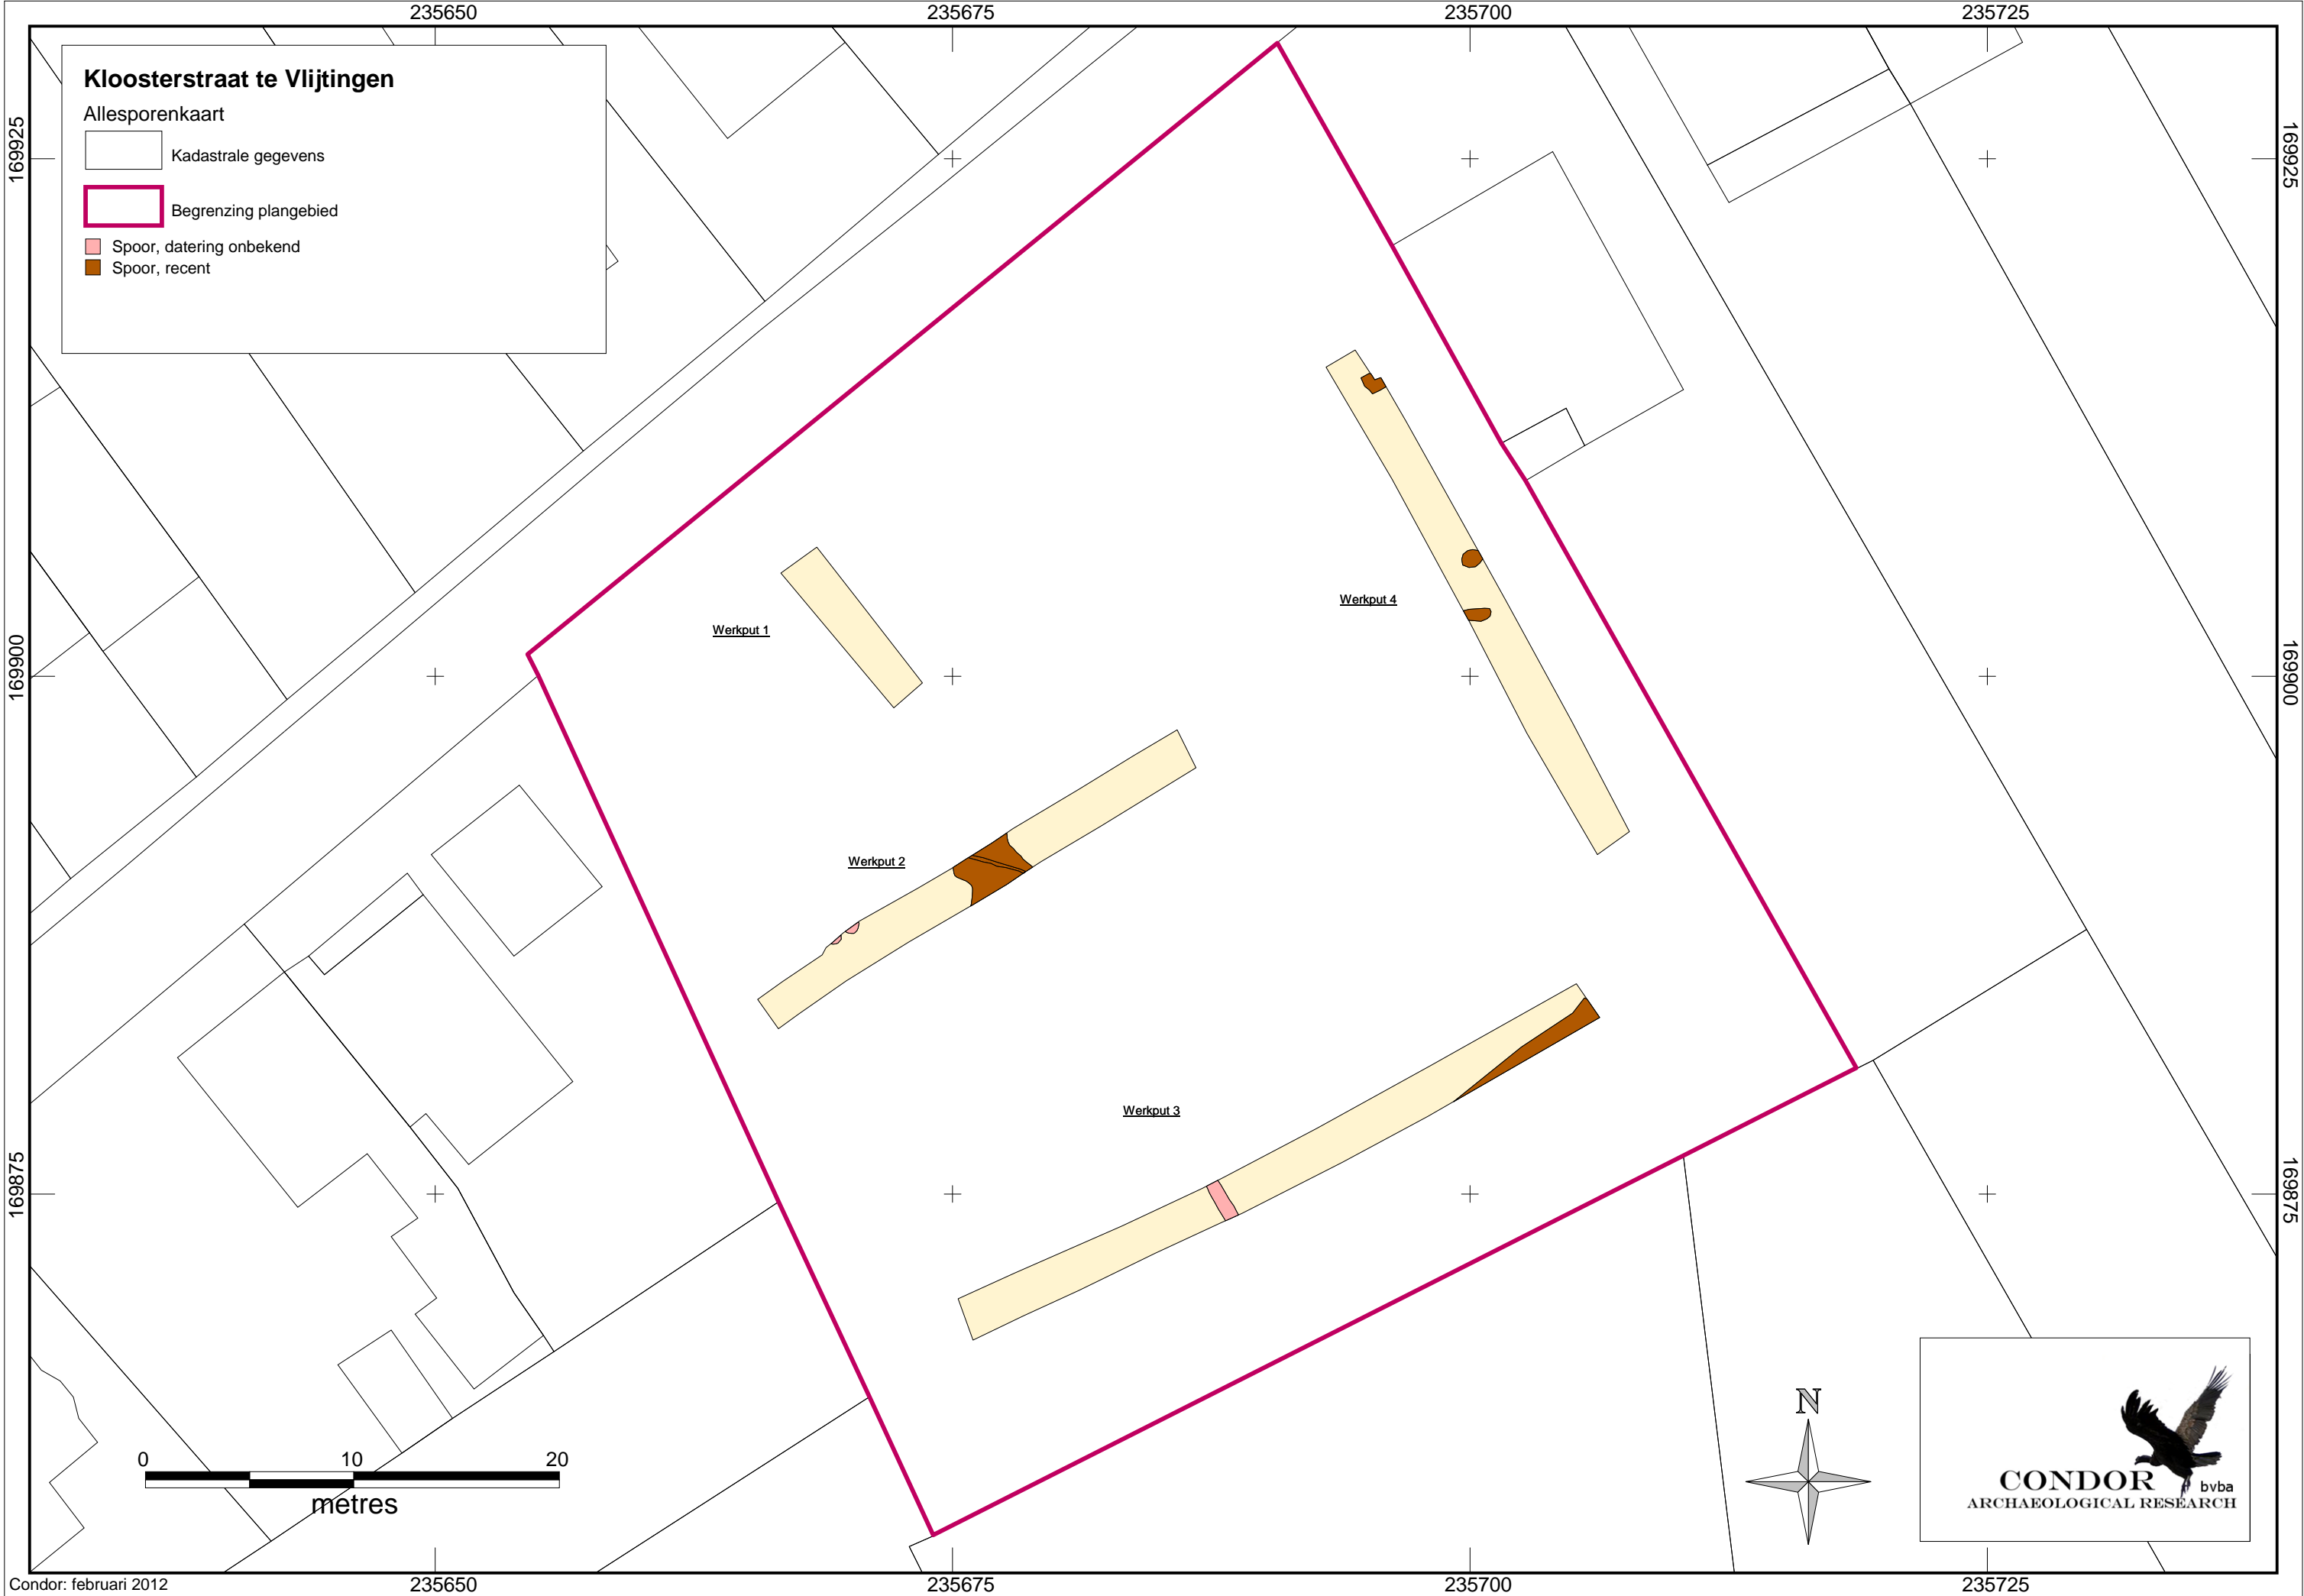 235650
235675
235700
235725
Kloosterstraat te Vlijtingen
Allesporenkaart
Kadastrale gegevens
Begrenzing plangebied
Spoor, datering onbekend
Spoor, recent
169925
169925
Werkput 4
Werkput 1
169900
169900
Werkput 2
Werkput 3
169875
169875
N
0 10 20
metres
CONDOR bvba
ARCHAEOLOGICAL RESEARCH
Condor: februari 2012
235650
235675
235700
235725